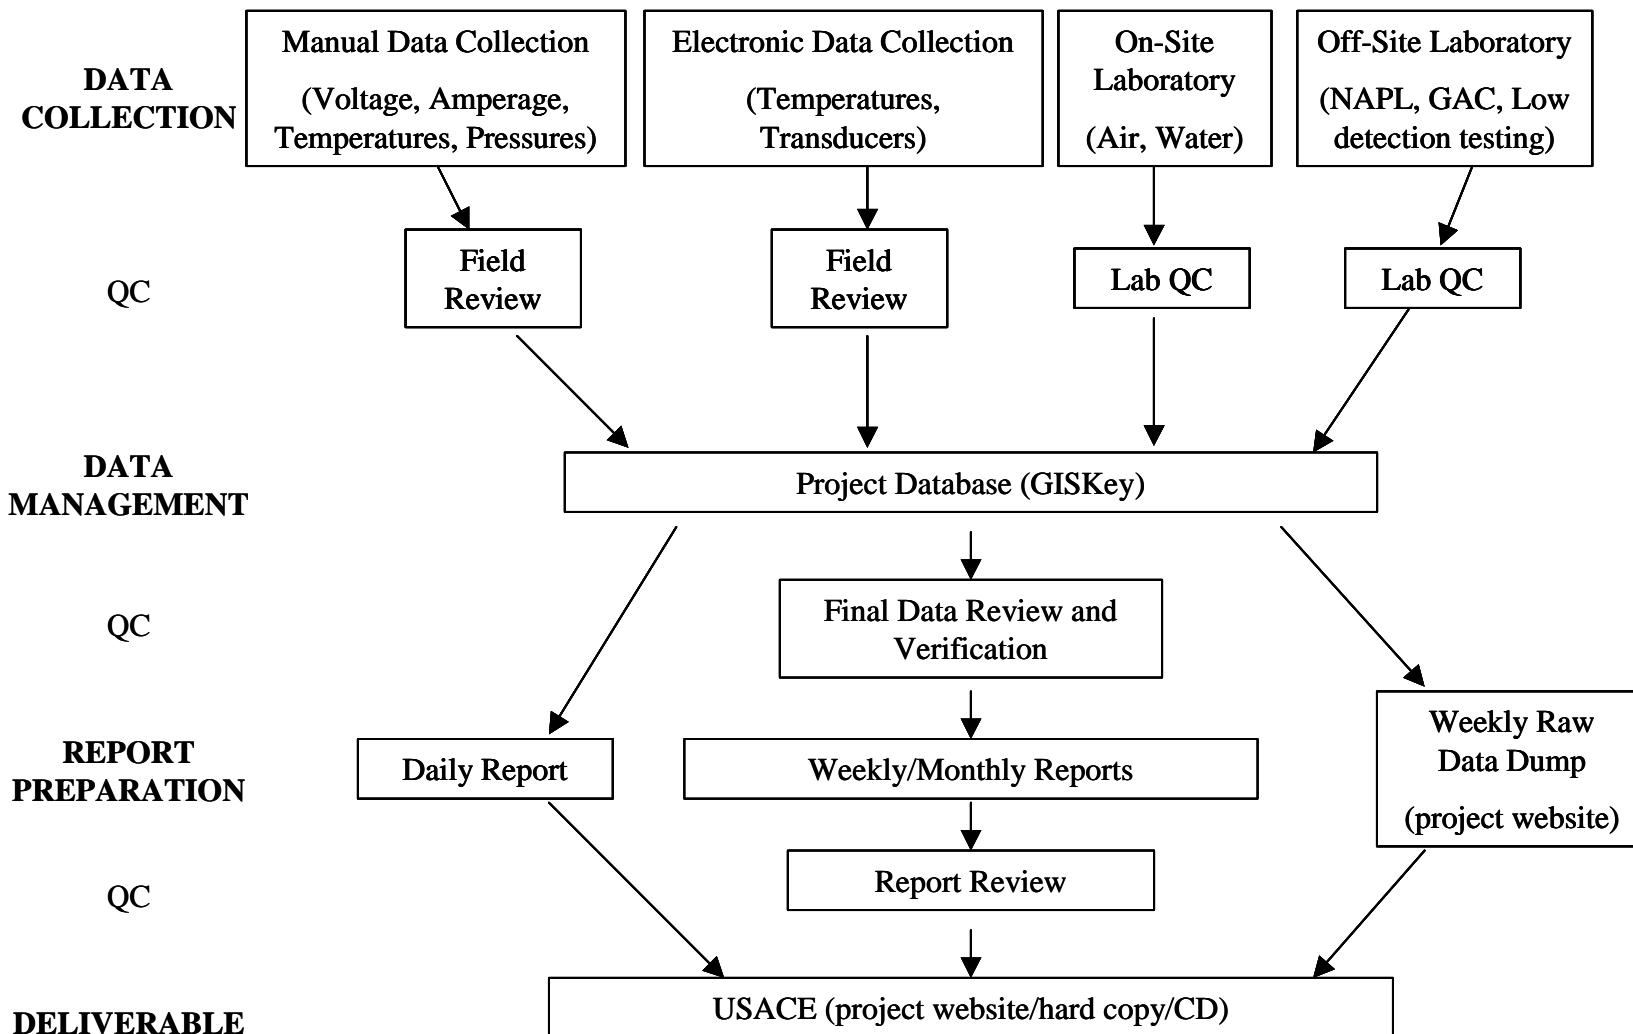 DATA
COLLECTION
Manual Data Collection
(Voltage, Amperage,
Temperatures, Pressures)
Electronic Data Collection
(Temperatures,
Transducers)
On-Site
Laboratory
(Air, Water)
Off-Site Laboratory
(NAPL, GAC, Low
detection testing)
QC
Field
Review
Field
Review
Lab QC
Lab QC
DATA
MANAGEMENT
Project Database (GISKey)
QC
Final Data Review and
Verification
REPORT
PREPARATION
Daily Report
Weekly/Monthly Reports
Weekly Raw
Data Dump
(project website)
QC
Report Review
DELIVERABLE
USACE (project website/hard copy/CD)